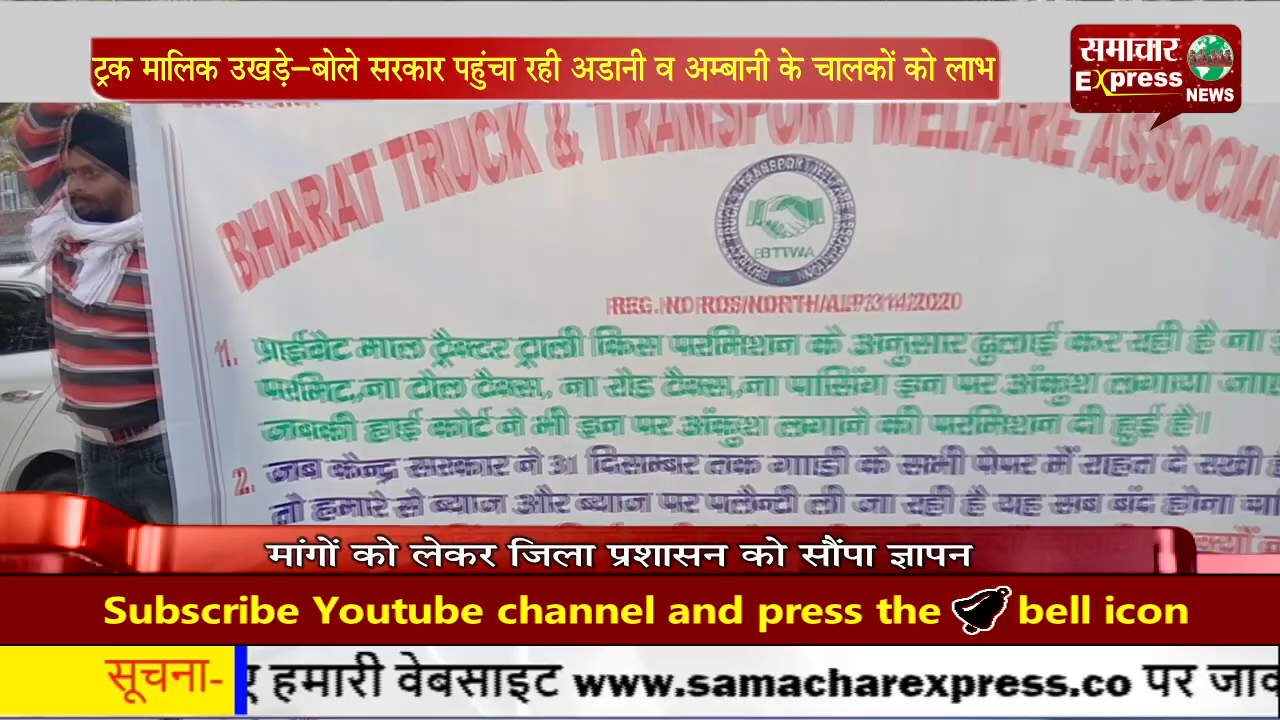 ट्रक मालिक उखड़े–बोले सरकार पहुंचा रही अडानी व अम्बानी के चालकों को लाभ
समाचार
Express
NEWS
BHARAT TRUCK & TRANSPORT WELFARE ASSOCIA
BTTWA
REG. NO ROS/NORTH/ALP/314/2020
1. प्राईवेट माल ट्रैक्टर ट्राली किस परमिशन के अनुसार ढुलाई कर रही है ना
परमिट,ना टौल टैक्स, ना रोड टैक्स,ना पासिंग इन पर अंकुश लगाया जाए
जबकी हाई कोर्ट ने भी इन पर अंकुश लगाने की परमिशन दी हुई है।
2. जब केन्द्र सरकार ने 31 दिसम्बर तक गााड़ी के सभी पेपर में राहत दे रखी
तो हमारे से ब्याज और ब्याज पर पलैन्टी ली जा रही है यह सब बंद होना
मांगों को लेकर जिला प्रशासन को सौंपा ज्ञापन
Subscribe Youtube channel and press the bell icon
सूचना- ए हमारी वेबसाइट www.samacharexpress.co पर जाक